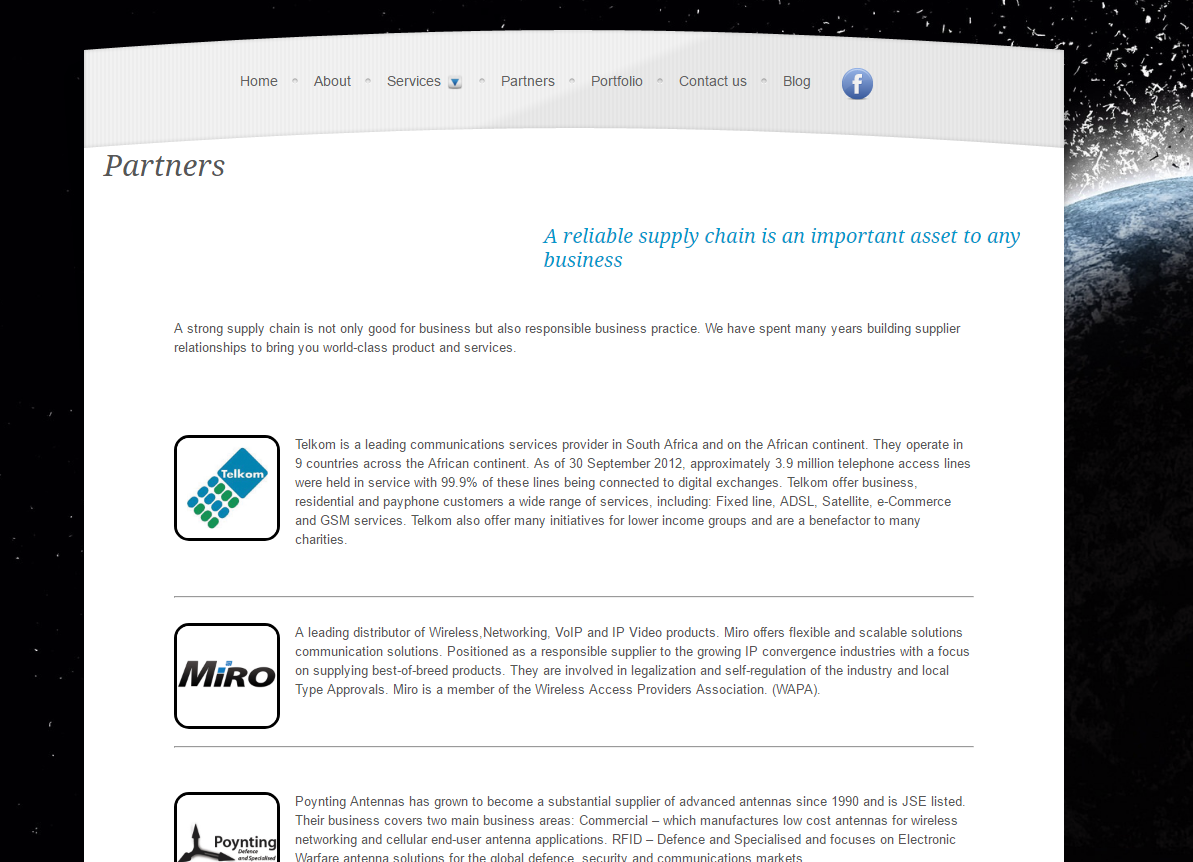 Home About Services Partners Portfolio Contact us Blog f
Partners
A reliable supply chain is an important asset to any
business
A strong supply chain is not only good for business but also responsible business practice. We have spent many years building supplier
relationships to bring you world-class product and services.
Telkom
Telkom is a leading communications services provider in South Africa and on the African continent. They operate in
9 countries across the African continent. As of 30 September 2012, approximately 3.9 million telephone access lines
were held in service with 99.9% of these lines being connected to digital exchanges. Telkom offer business,
residential and payphone customers a wide range of services, including: Fixed line, ADSL, Satellite, e-Commerce
and GSM services. Telkom also offer many initiatives for lower income groups and are a benefactor to many
charities.
MiRO
A leading distributor of Wireless,Networking, VoIP and IP Video products. Miro offers flexible and scalable solutions
communication solutions. Positioned as a responsible supplier to the growing IP convergence industries with a focus
on supplying best-of-breed products. They are involved in legalization and self-regulation of the industry and local
Type Approvals. Miro is a member of the Wireless Access Providers Association. (WAPA).
Poynting
Defence
and Specialised
Poynting Antennas has grown to become a substantial supplier of advanced antennas since 1990 and is JSE listed.
Their business covers two main business areas: Commercial – which manufactures low cost antennas for wireless
networking and cellular end-user antenna applications. RFID – Defence and Specialised and focuses on Electronic
Warfare antenna solutions for the global defence, security and communications markets